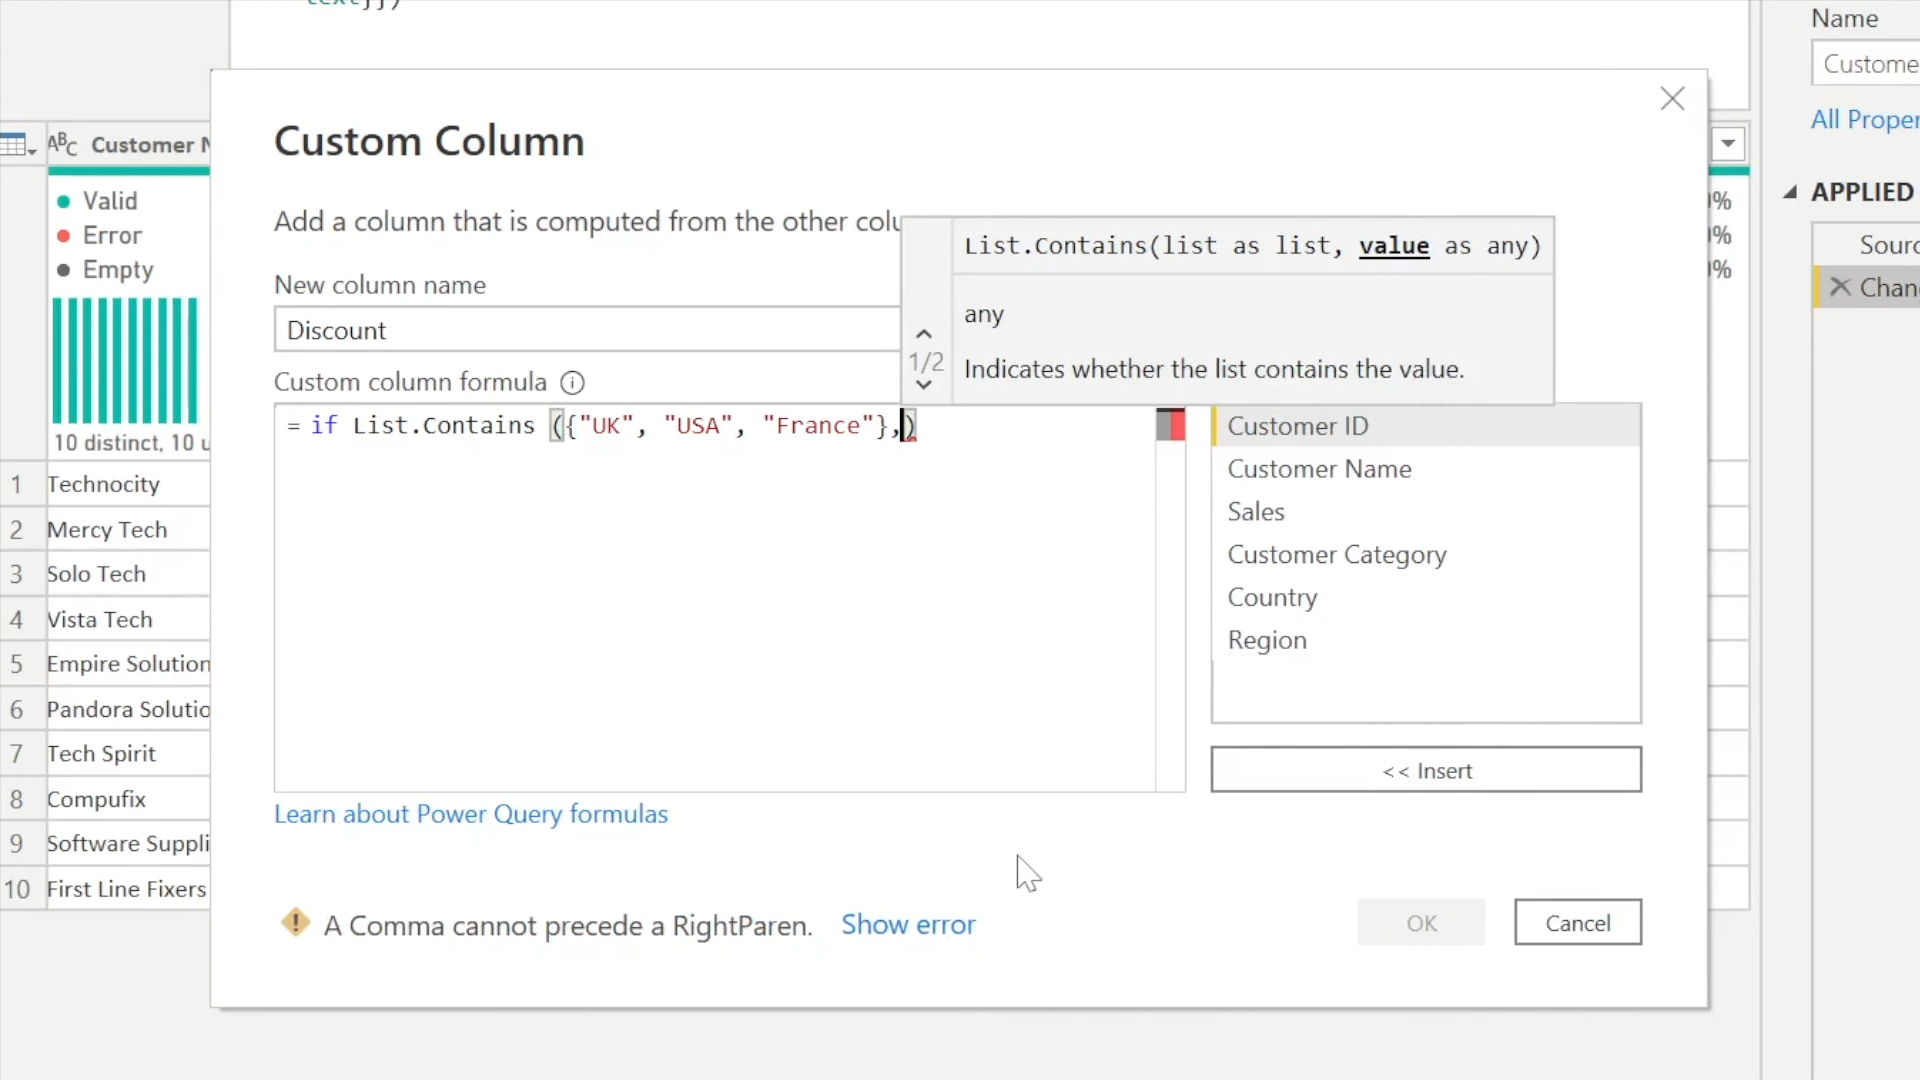 text}})
Name
Custome
All Proper
APPLIED
Sourc
Chan
Custom Column
Add a column that is computed from the other colu
New column name
Discount
Custom column formula
= if List.Contains ({"UK", "USA", "France"},)
List.Contains(list as list, value as any)
any
1/2
Indicates whether the list contains the value.
Customer ID
Customer Name
Sales
Customer Category
Country
Region
<< Insert
Learn about Power Query formulas
A Comma cannot precede a RightParen. Show error
OK
Cancel
ABC Customer N
Valid
Error
Empty
%
%
%
10 distinct, 10 u
1 Technocity
2 Mercy Tech
3 Solo Tech
4 Vista Tech
5 Empire Solution
6 Pandora Solutio
7 Tech Spirit
8 Compufix
9 Software Suppli
10 First Line Fixers